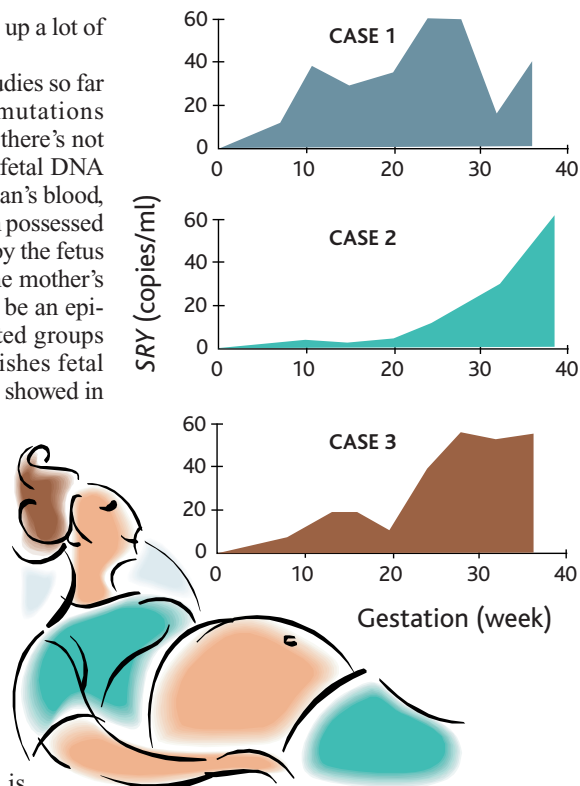 up a lot of
udies so far
mutations
there's not
fetal DNA
an's blood,
possessed
by the fetus
e mother's
be an epi-
ted groups
ishes fetal
showed in
is
SRY (copies/ml)
60
40
20
0
CASE 1
0 10 20 30 40
60
40
20
0
CASE 2
0 10 20 30 40
60
40
20
0
CASE 3
0 10 20 30 40
Gestation (week)